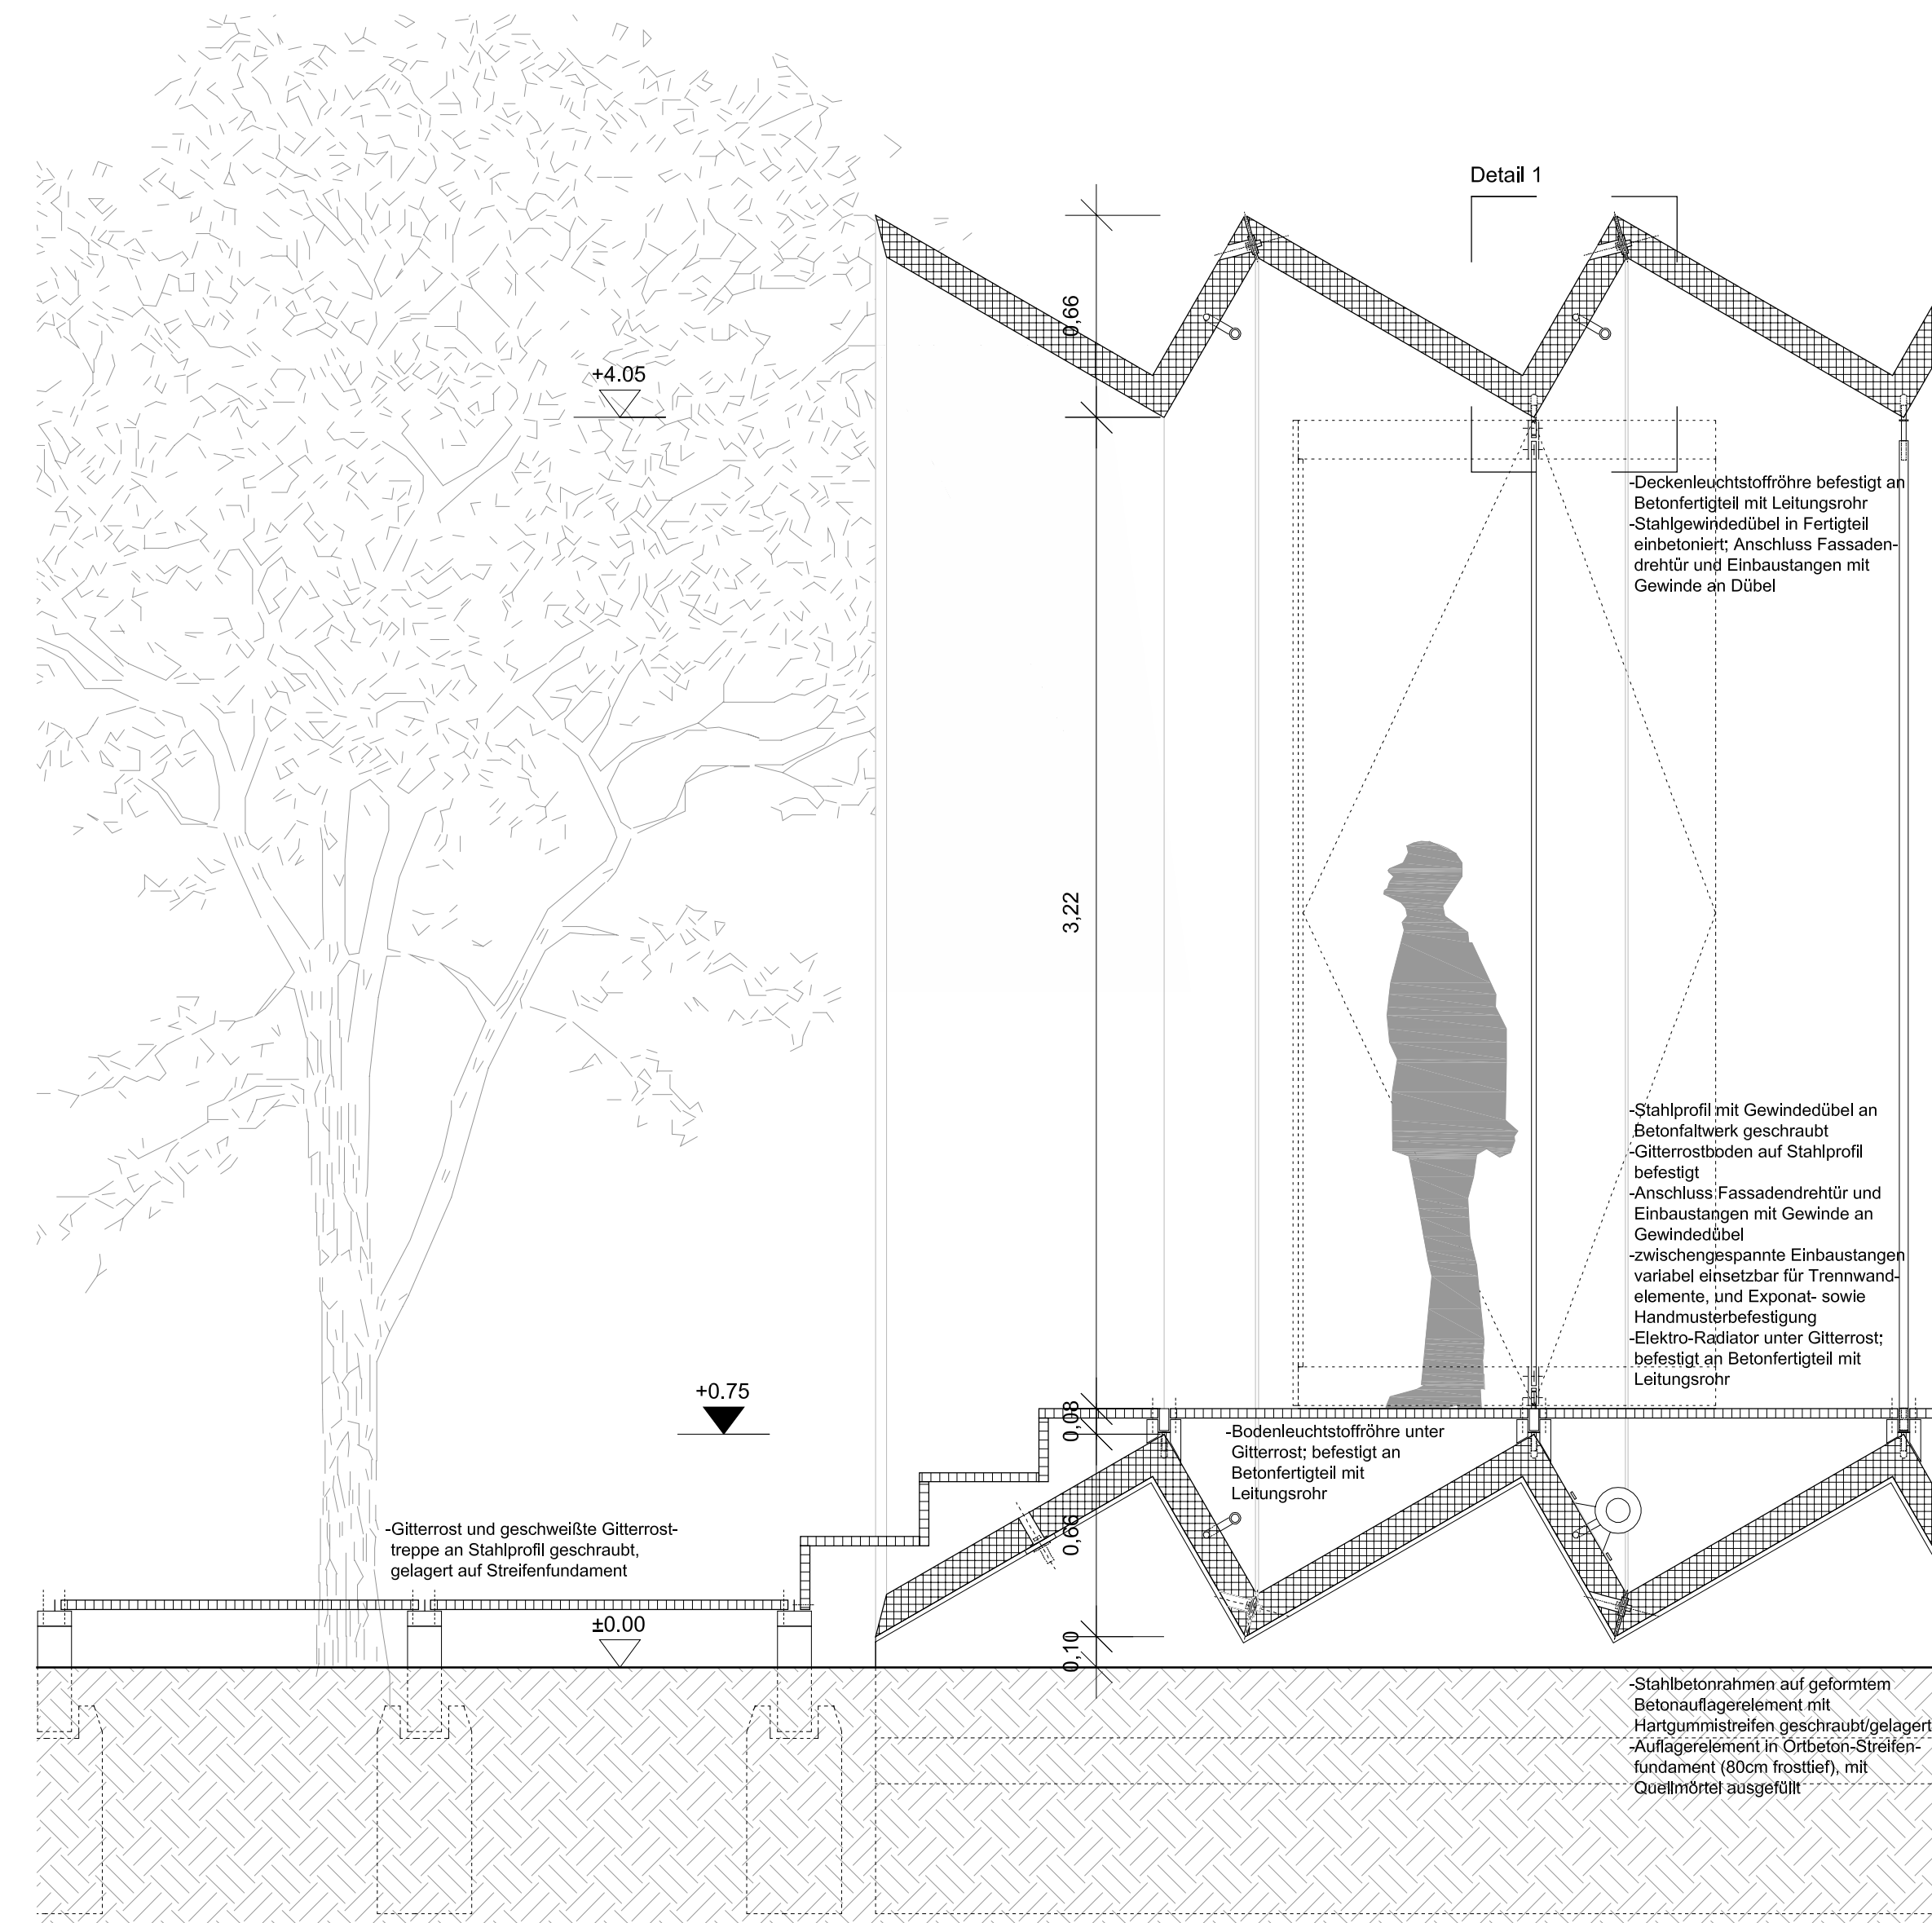 Detail 1
0,66
+4.05
-Deckenleuchtstoffröhre befestigt an
Betonfertigteil mit Leitungsrohr
-Stahlgewindedübel in Fertigteil
einbetoniert; Anschluss Fassaden-
drehtür und Einbaustangen mit
Gewinde an Dübel
3,22
-Stahlprofil mit Gewindedübel an
Betonfaltwerk geschraubt
-Gitterrostboden auf Stahlprofil
befestigt
-Anschluss Fassadendrehtür und
Einbaustangen mit Gewinde an
Gewindedübel
-zwischengespannte Einbaustangen
variabel einsetzbar für Trennwand-
elemente, und Exponat- sowie
Handmusterbefestigung
-Elektro-Radiator unter Gitterrost;
befestigt an Betonfertigteil mit
Leitungsrohr
+0.75
0,08
-Bodenleuchtstoffröhre unter
Gitterrost; befestigt an
Betonfertigteil mit
Leitungsrohr
0,66
-Gitterrost und geschweißte Gitterrost-
treppe an Stahlprofil geschraubt,
gelagert auf Streifenfundament
±0.00
0,10
-Stahlbetonrahmen auf geformtem
Betonauflagerelement mit
Hartgummistreifen geschraubt/gelagert
-Auflagerelement in Ortbeton-Streifen-
fundament (80cm frosttief), mit
Quellmörtel ausgefüllt